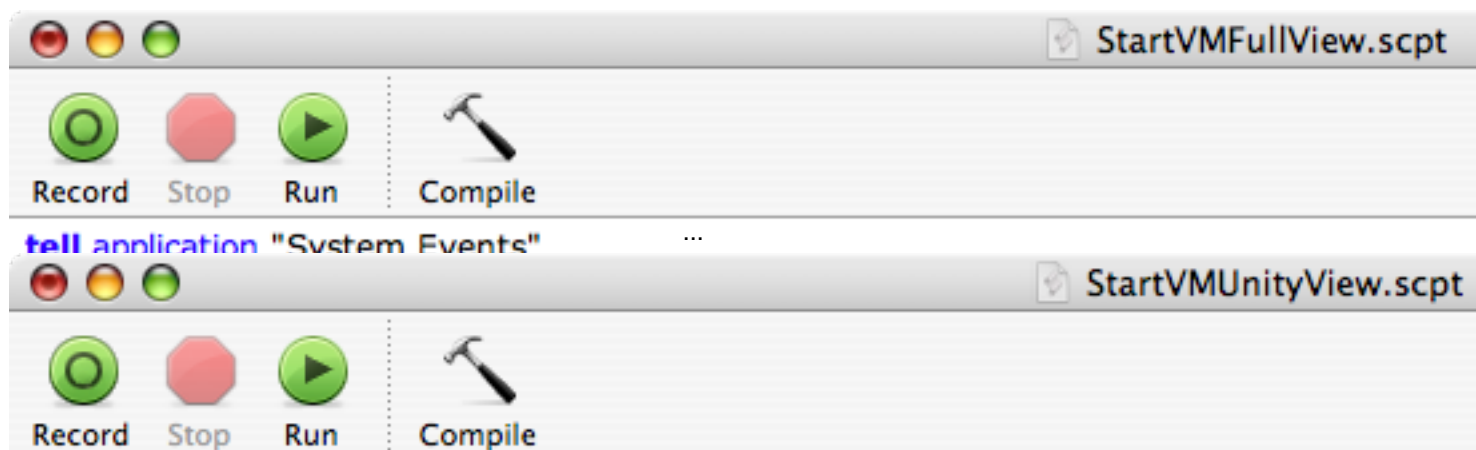 StartVMFullView.scpt
Record Stop Run Compile
tell application "System Events"
...
StartVMUnityView.scpt
Record Stop Run Compile